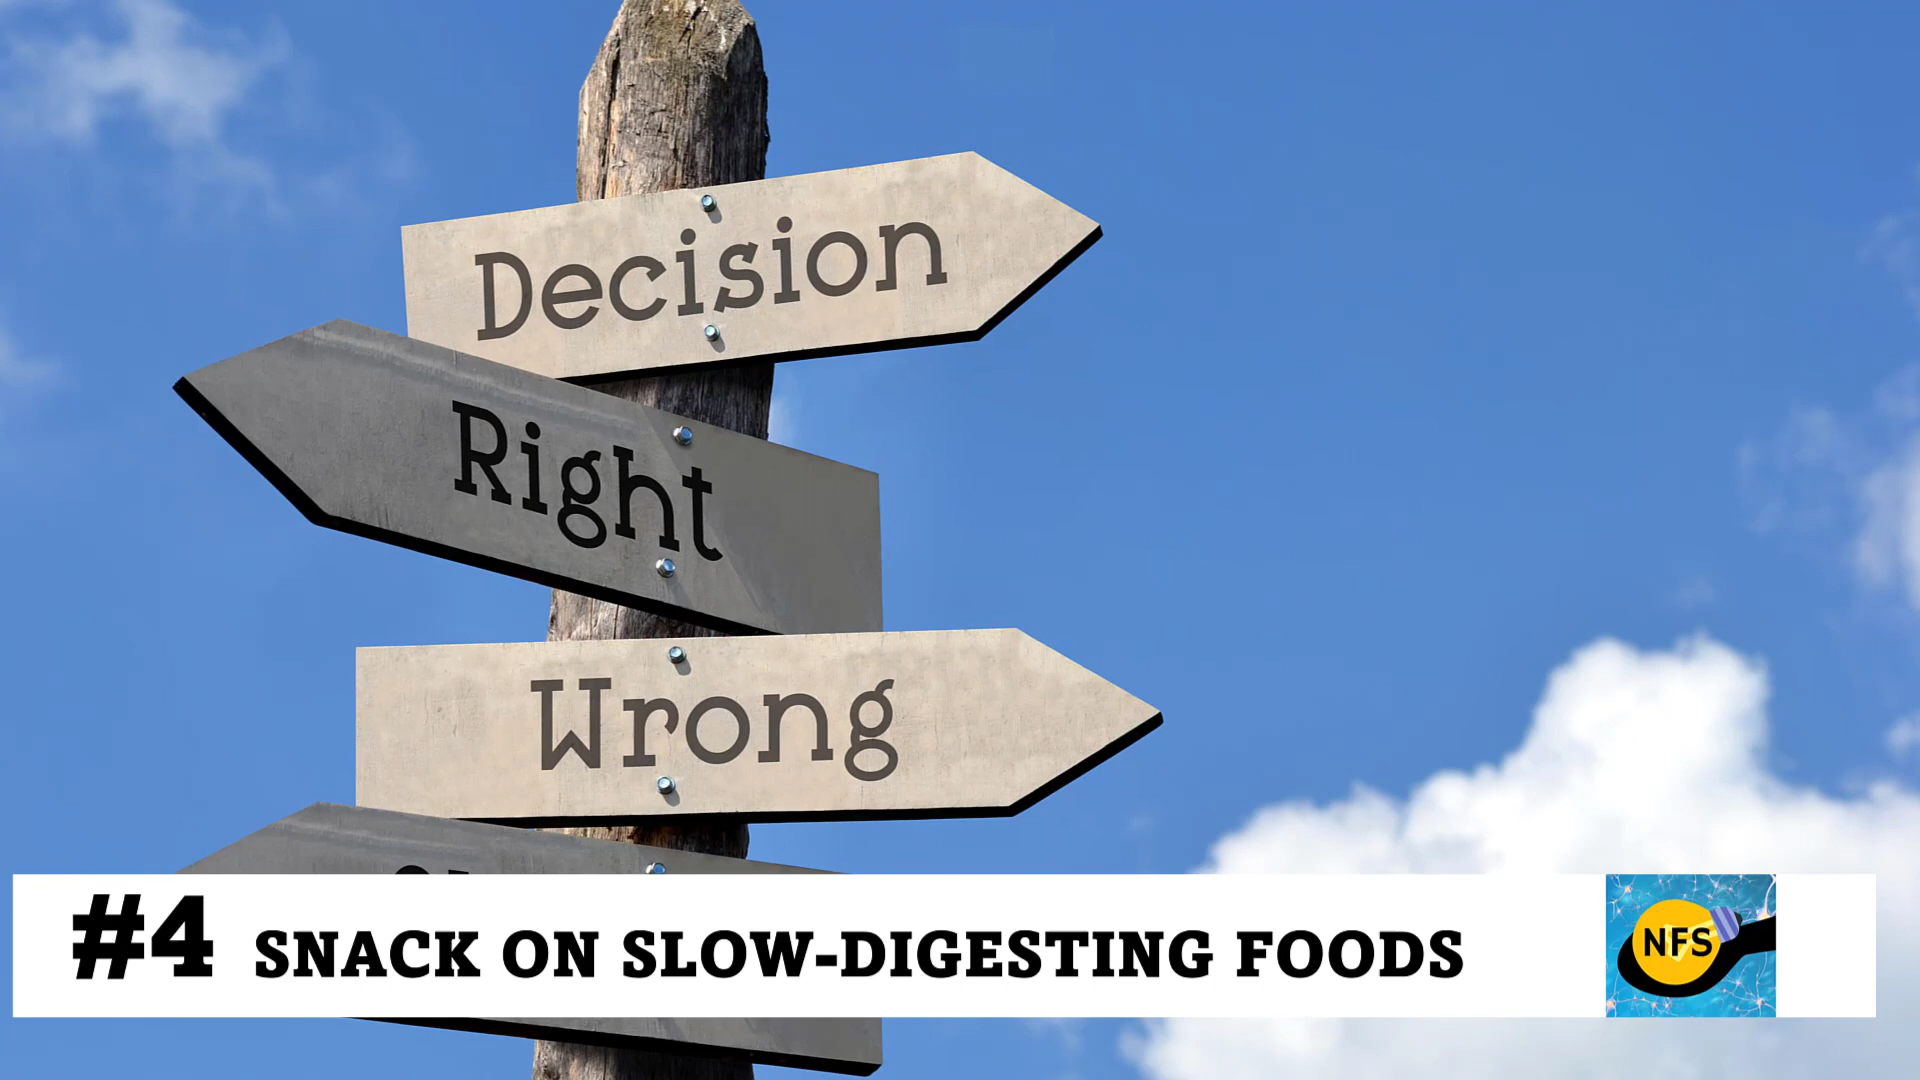 Decision
Right
Wrong
#4 SNACK ON SLOW-DIGESTING FOODS
NFS